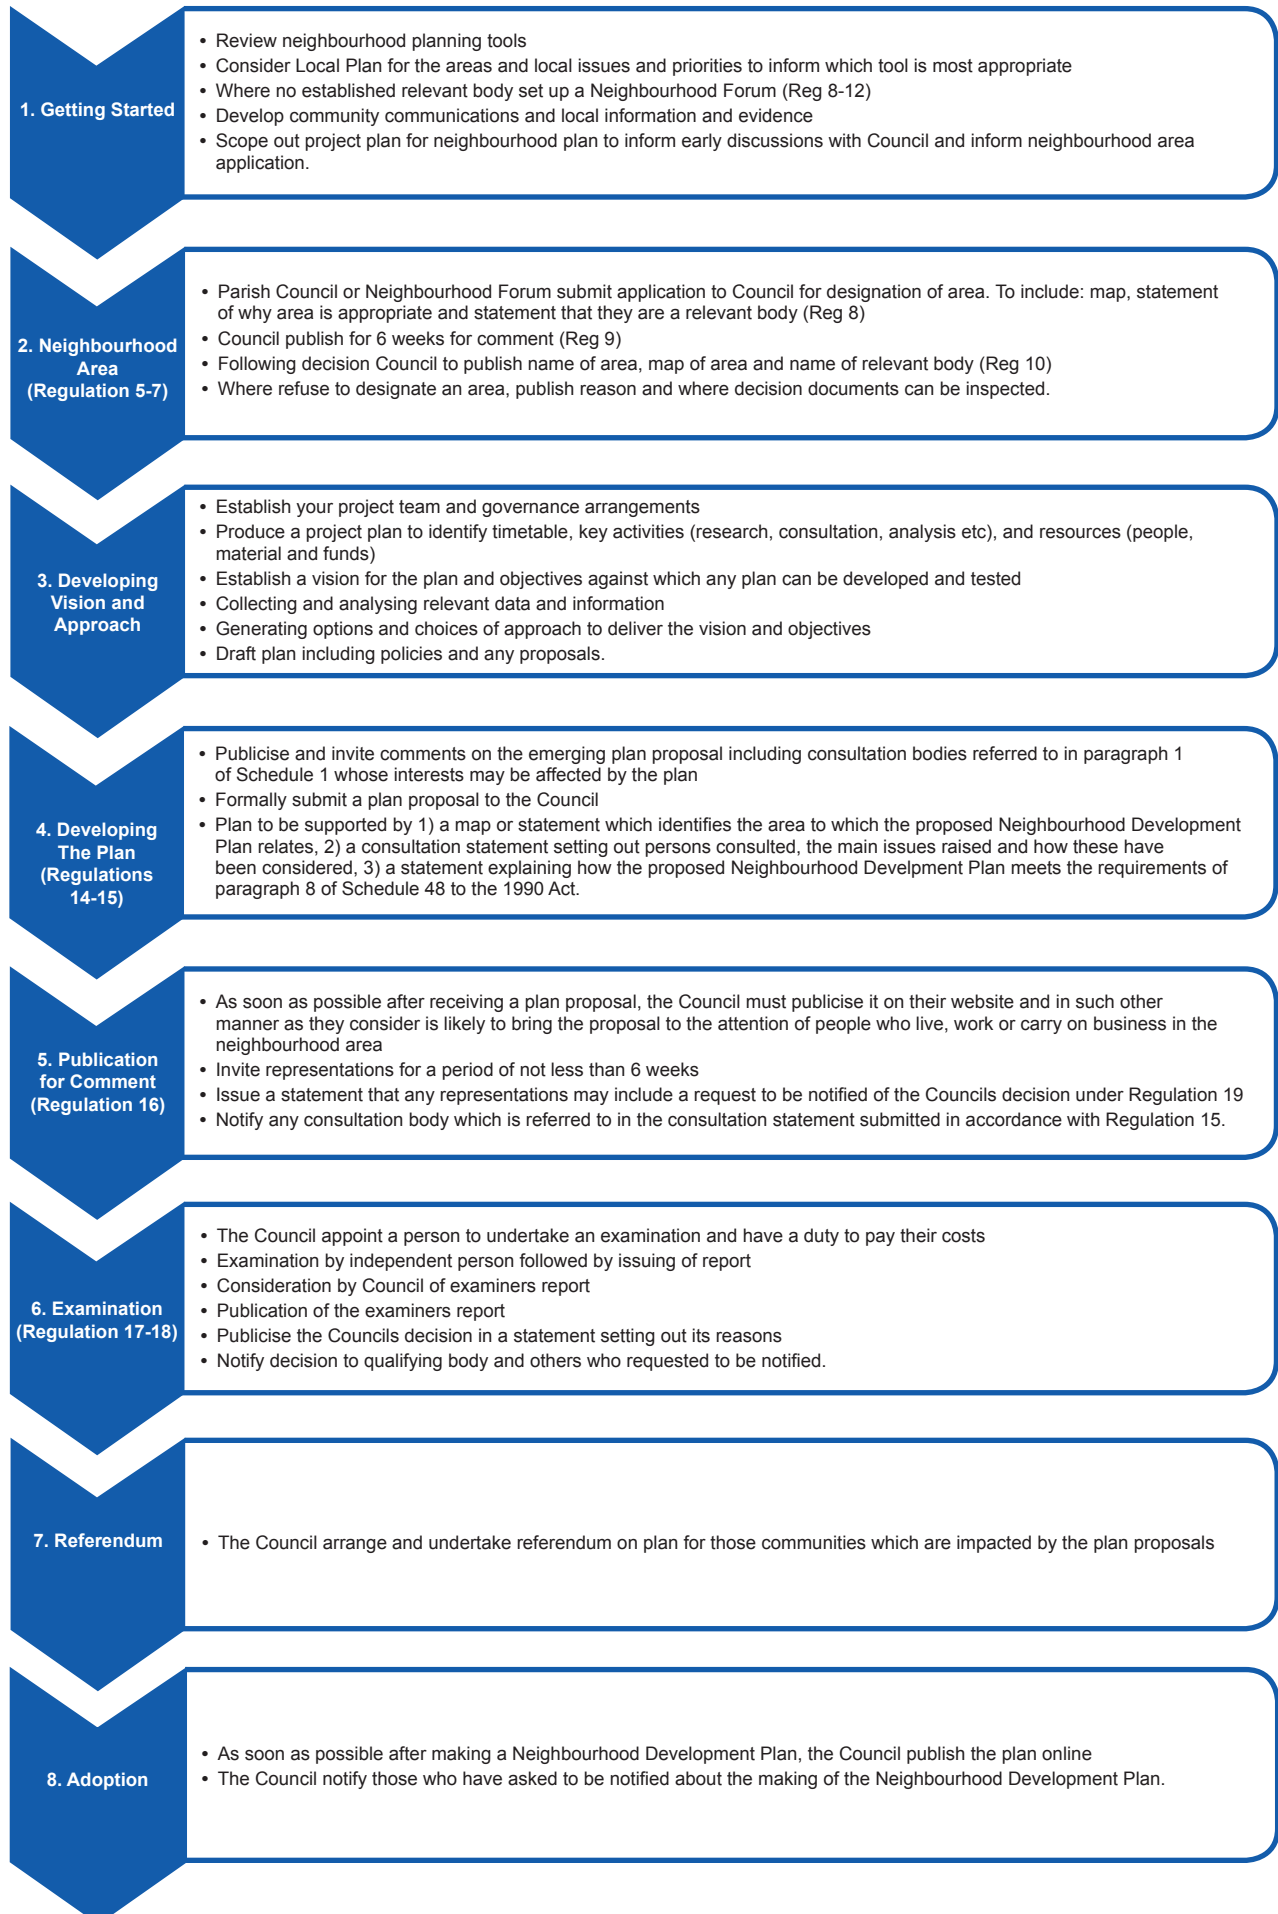 1. Getting Started
• Review neighbourhood planning tools
• Consider Local Plan for the areas and local issues and priorities to inform which tool is most appropriate
• Where no established relevant body set up a Neighbourhood Forum (Reg 8-12)
• Develop community communications and local information and evidence
• Scope out project plan for neighbourhood plan to inform early discussions with Council and inform neighbourhood area
application.
2. Neighbourhood
Area
(Regulation 5-7)
• Parish Council or Neighbourhood Forum submit application to Council for designation of area. To include: map, statement
of why area is appropriate and statement that they are a relevant body (Reg 8)
• Council publish for 6 weeks for comment (Reg 9)
• Following decision Council to publish name of area, map of area and name of relevant body (Reg 10)
• Where refuse to designate an area, publish reason and where decision documents can be inspected.
3. Developing
Vision and
Approach
• Establish your project team and governance arrangements
• Produce a project plan to identify timetable, key activities (research, consultation, analysis etc), and resources (people,
material and funds)
• Establish a vision for the plan and objectives against which any plan can be developed and tested
• Collecting and analysing relevant data and information
• Generating options and choices of approach to deliver the vision and objectives
• Draft plan including policies and any proposals.
4. Developing
The Plan
(Regulations
14-15)
• Publicise and invite comments on the emerging plan proposal including consultation bodies referred to in paragraph 1
of Schedule 1 whose interests may be affected by the plan
• Formally submit a plan proposal to the Council
• Plan to be supported by 1) a map or statement which identifies the area to which the proposed Neighbourhood Development
Plan relates, 2) a consultation statement setting out persons consulted, the main issues raised and how these have
been considered, 3) a statement explaining how the proposed Neighbourhood Develpment Plan meets the requirements of
paragraph 8 of Schedule 48 to the 1990 Act.
5. Publication
for Comment
(Regulation 16)
• As soon as possible after receiving a plan proposal, the Council must publicise it on their website and in such other
manner as they consider is likely to bring the proposal to the attention of people who live, work or carry on business in the
neighbourhood area
• Invite representations for a period of not less than 6 weeks
• Issue a statement that any representations may include a request to be notified of the Councils decision under Regulation 19
• Notify any consultation body which is referred to in the consultation statement submitted in accordance with Regulation 15.
6. Examination
(Regulation 17-18)
• The Council appoint a person to undertake an examination and have a duty to pay their costs
• Examination by independent person followed by issuing of report
• Consideration by Council of examiners report
• Publication of the examiners report
• Publicise the Councils decision in a statement setting out its reasons
• Notify decision to qualifying body and others who requested to be notified.
7. Referendum
• The Council arrange and undertake referendum on plan for those communities which are impacted by the plan proposals
8. Adoption
• As soon as possible after making a Neighbourhood Development Plan, the Council publish the plan online
• The Council notify those who have asked to be notified about the making of the Neighbourhood Development Plan.